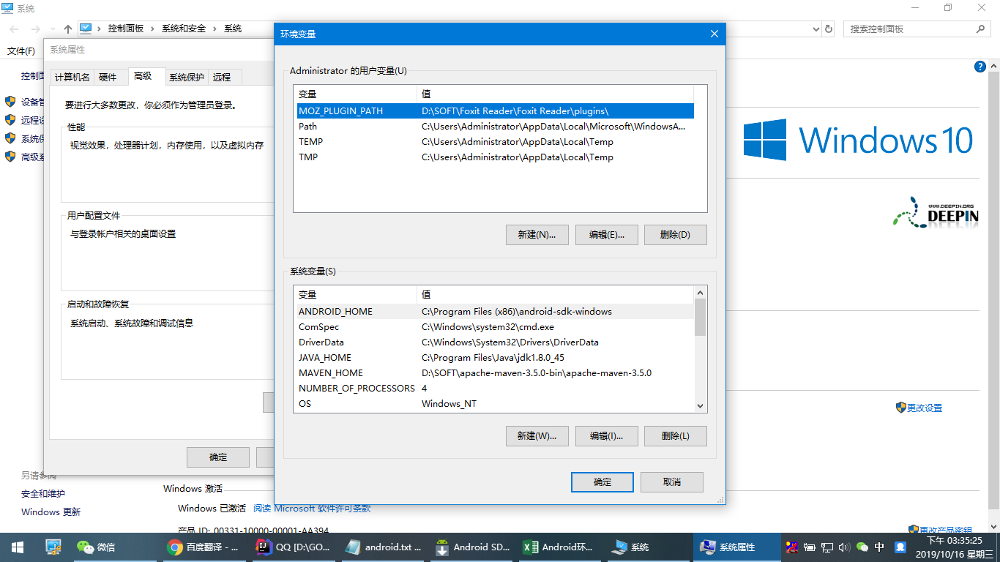 系统
控制面板 › 系统和安全 › 系统
搜索控制面板
文件(F)
系统属性
环境变量
控制面
设备管
远程设
系统保
高级系
计算机名
硬件
高级
系统保护
远程
要进行大多数更改，你必须作为管理员登录。
性能
视觉效果，处理器计划，内存使用，以及虚拟内存
用户配置文件
与登录帐户相关的桌面设置
启动和故障恢复
系统启动、系统故障和调试信息
确定
Administrator 的用户变量(U)
变量 值
MOZ_PLUGIN_PATH D:\SOFT\Foxit Reader\Foxit Reader\plugins\
Path C:\Users\Administrator\AppData\Local\Microsoft\WindowsA...
TEMP C:\Users\Administrator\AppData\Local\Temp
TMP C:\Users\Administrator\AppData\Local\Temp
新建(N)... 编辑(E)... 删除(D)
系统变量(S)
变量 值
ANDROID_HOME C:\Program Files (x86)\android-sdk-windows
ComSpec C:\Windows\system32\cmd.exe
DriverData C:\Windows\System32\Drivers\DriverData
JAVA_HOME C:\Program Files\Java\jdk1.8.0_45
MAVEN_HOME D:\SOFT\apache-maven-3.5.0-bin\apache-maven-3.5.0
NUMBER_OF_PROCESSORS 4
OS Windows_NT
新建(W)... 编辑(I)... 删除(L)
确定 取消
Windows 10
WWW.DEEPIN.ORG
DEEPIN
更改设置
另请参阅
安全和维护
Windows 更新
Windows 激活
Windows 已激活 阅读 Microsoft 软件许可条款
产品 ID: 00331-10000-00001-AA394
更改产品密钥
微信
百度翻译 - ...
QQ [D:\GO...
android.txt ...
Android SD...
Android环...
系统
系统属性
中
下午 03:35:25
2019/10/16 星期三